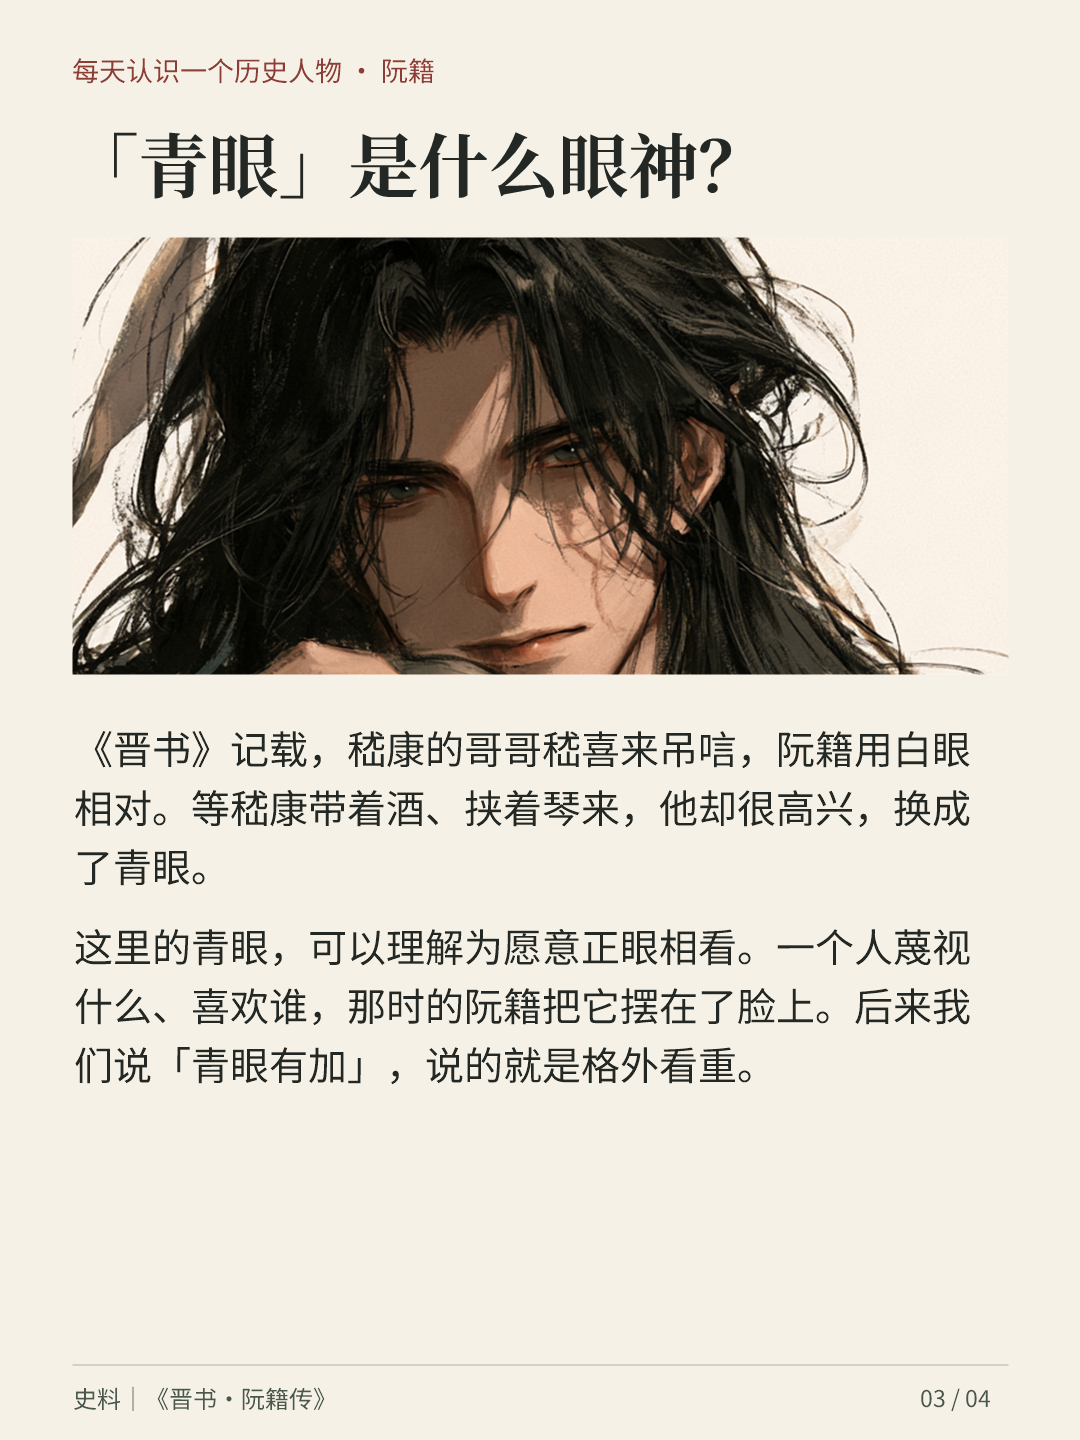 每天认识一个历史人物 · 阮籍
「青眼」是什么眼神？
《晋书》记载，嵇康的哥哥嵇喜来吊唁，阮籍用白眼
相对。等嵇康带着酒、挟着琴来，他却很高兴，换成
了青眼。
这里的青眼，可以理解为愿意正眼相看。一个人蔑视
什么、喜欢谁，那时的阮籍把它摆在了脸上。后来我
们说「青眼有加」，说的就是格外看重。
史料｜《晋书·阮籍传》
03 / 04